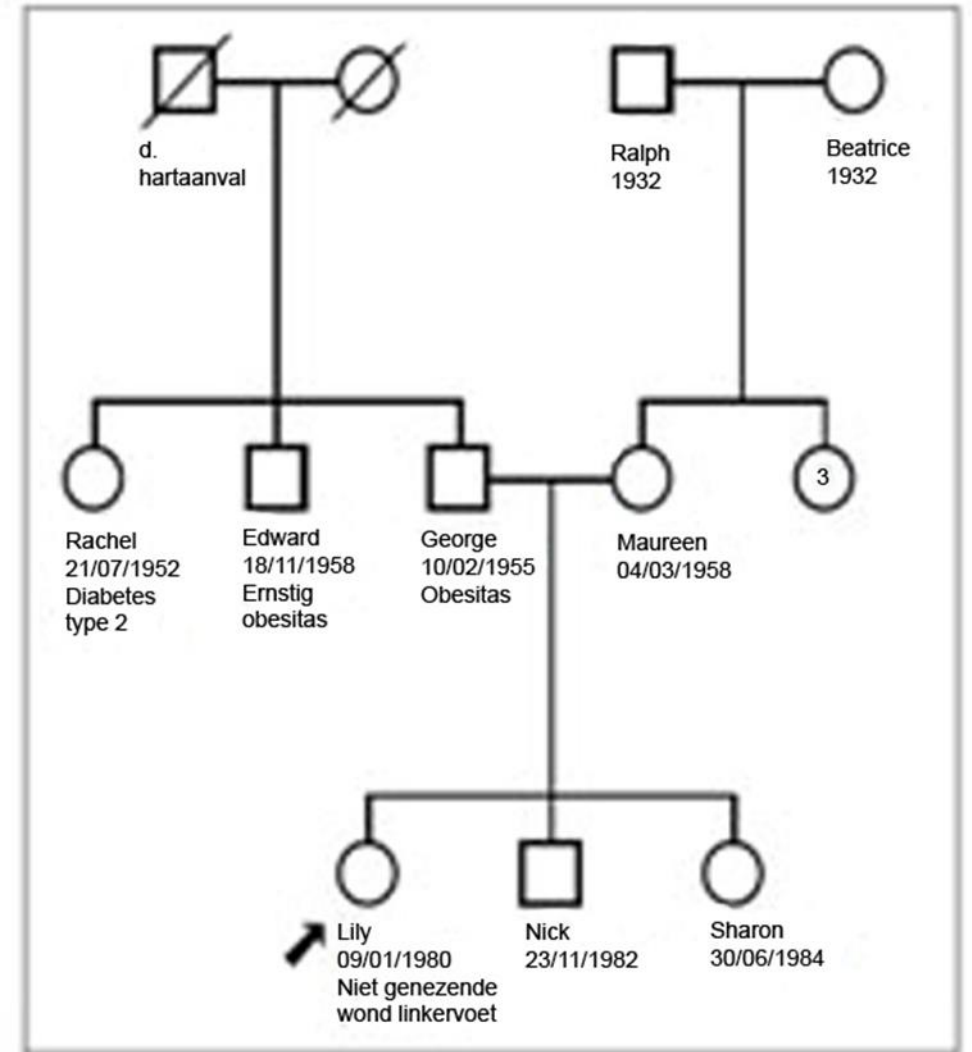 d.
hartaanval
Ralph
1932
Beatrice
1932
3
Rachel
21/07/1952
Diabetes
type 2
Edward
18/11/1958
Ernstig
obesitas
George
10/02/1955
Obesitas
Maureen
04/03/1958
Lily
09/01/1980
Niet genezende
wond linkervoet
Nick
23/11/1982
Sharon
30/06/1984